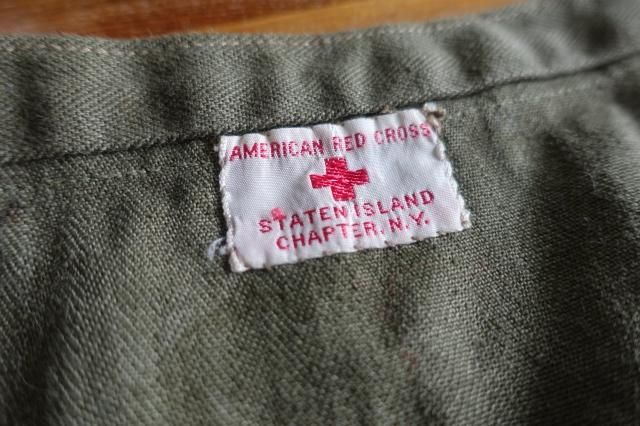 AMERICAN RED CROSS
STATEN ISLAND
CHAPTER. N.Y.